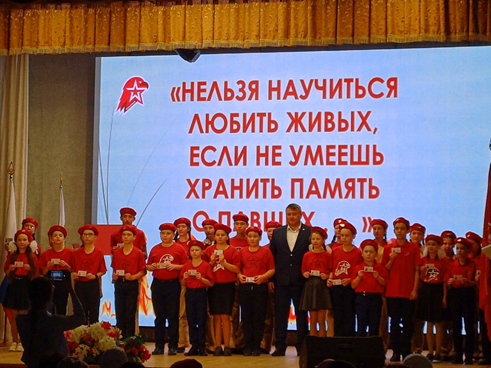 «НЕЛЬЗЯ НАУЧИТЬСЯ
ЛЮБИТЬ ЖИВЫХ,
ЕСЛИ НЕ УМЕЕШЬ
ХРАНИТЬ ПАМЯТЬ
О ПАВШИХ. . . »